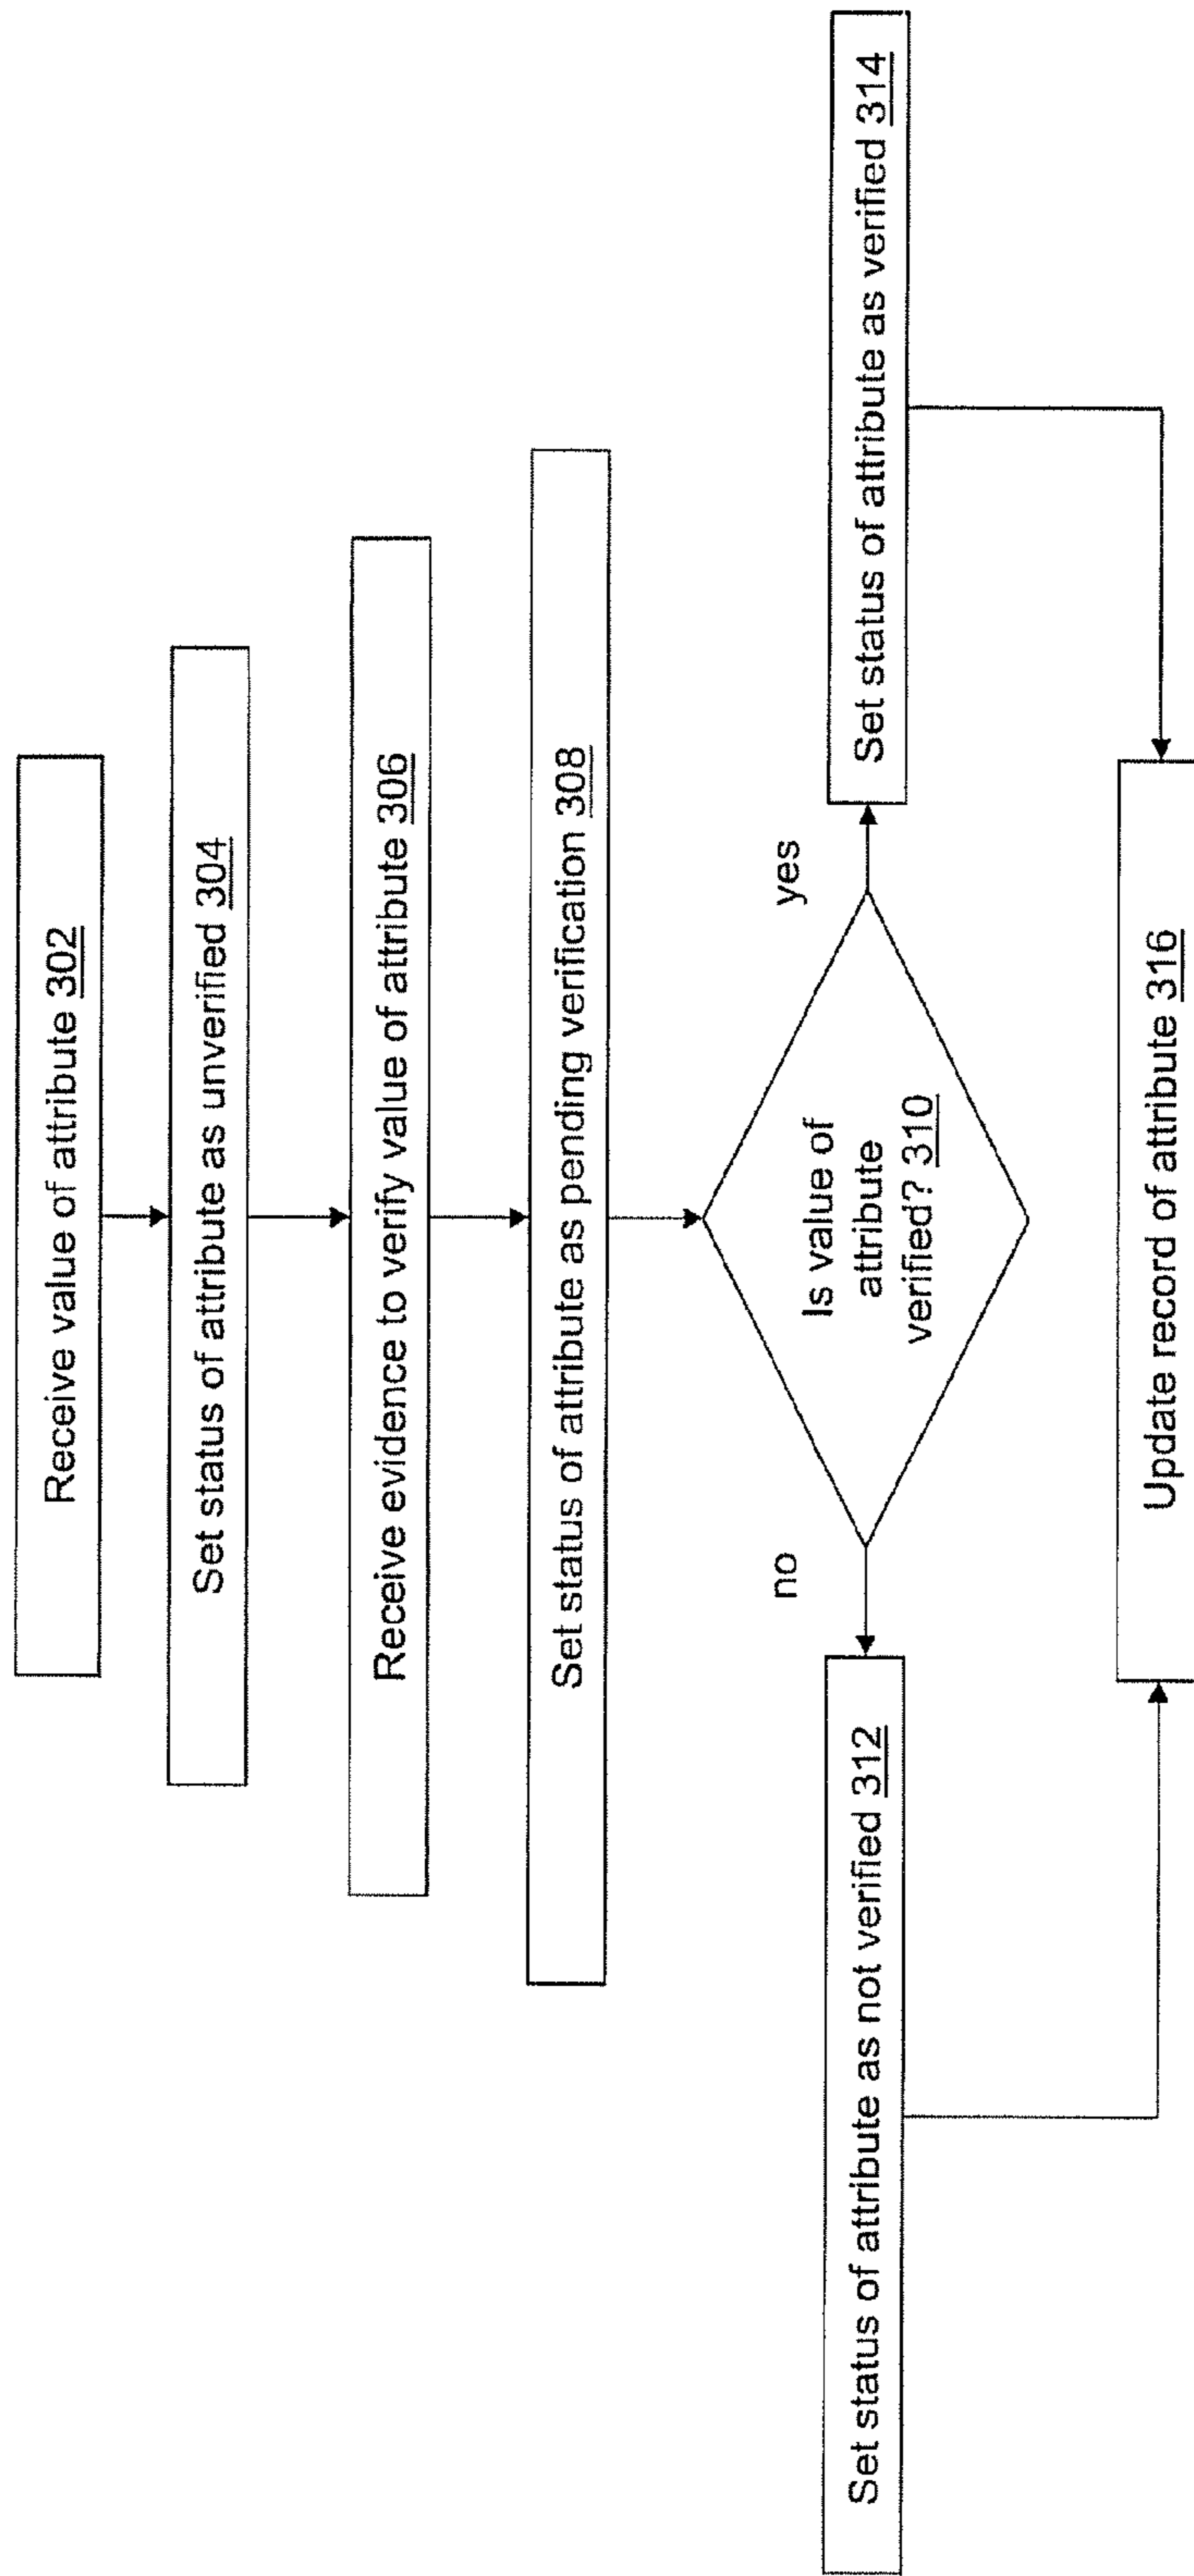 Receive value of attribute 302
Set status of attribute as unverified 304
Receive evidence to verify value of attribute 306
Set status of attribute as pending verification 308
Is value of
attribute
verified? 310
no
yes
Set status of attribute as not verified 312
Set status of attribute as verified 314
Update record of attribute 316